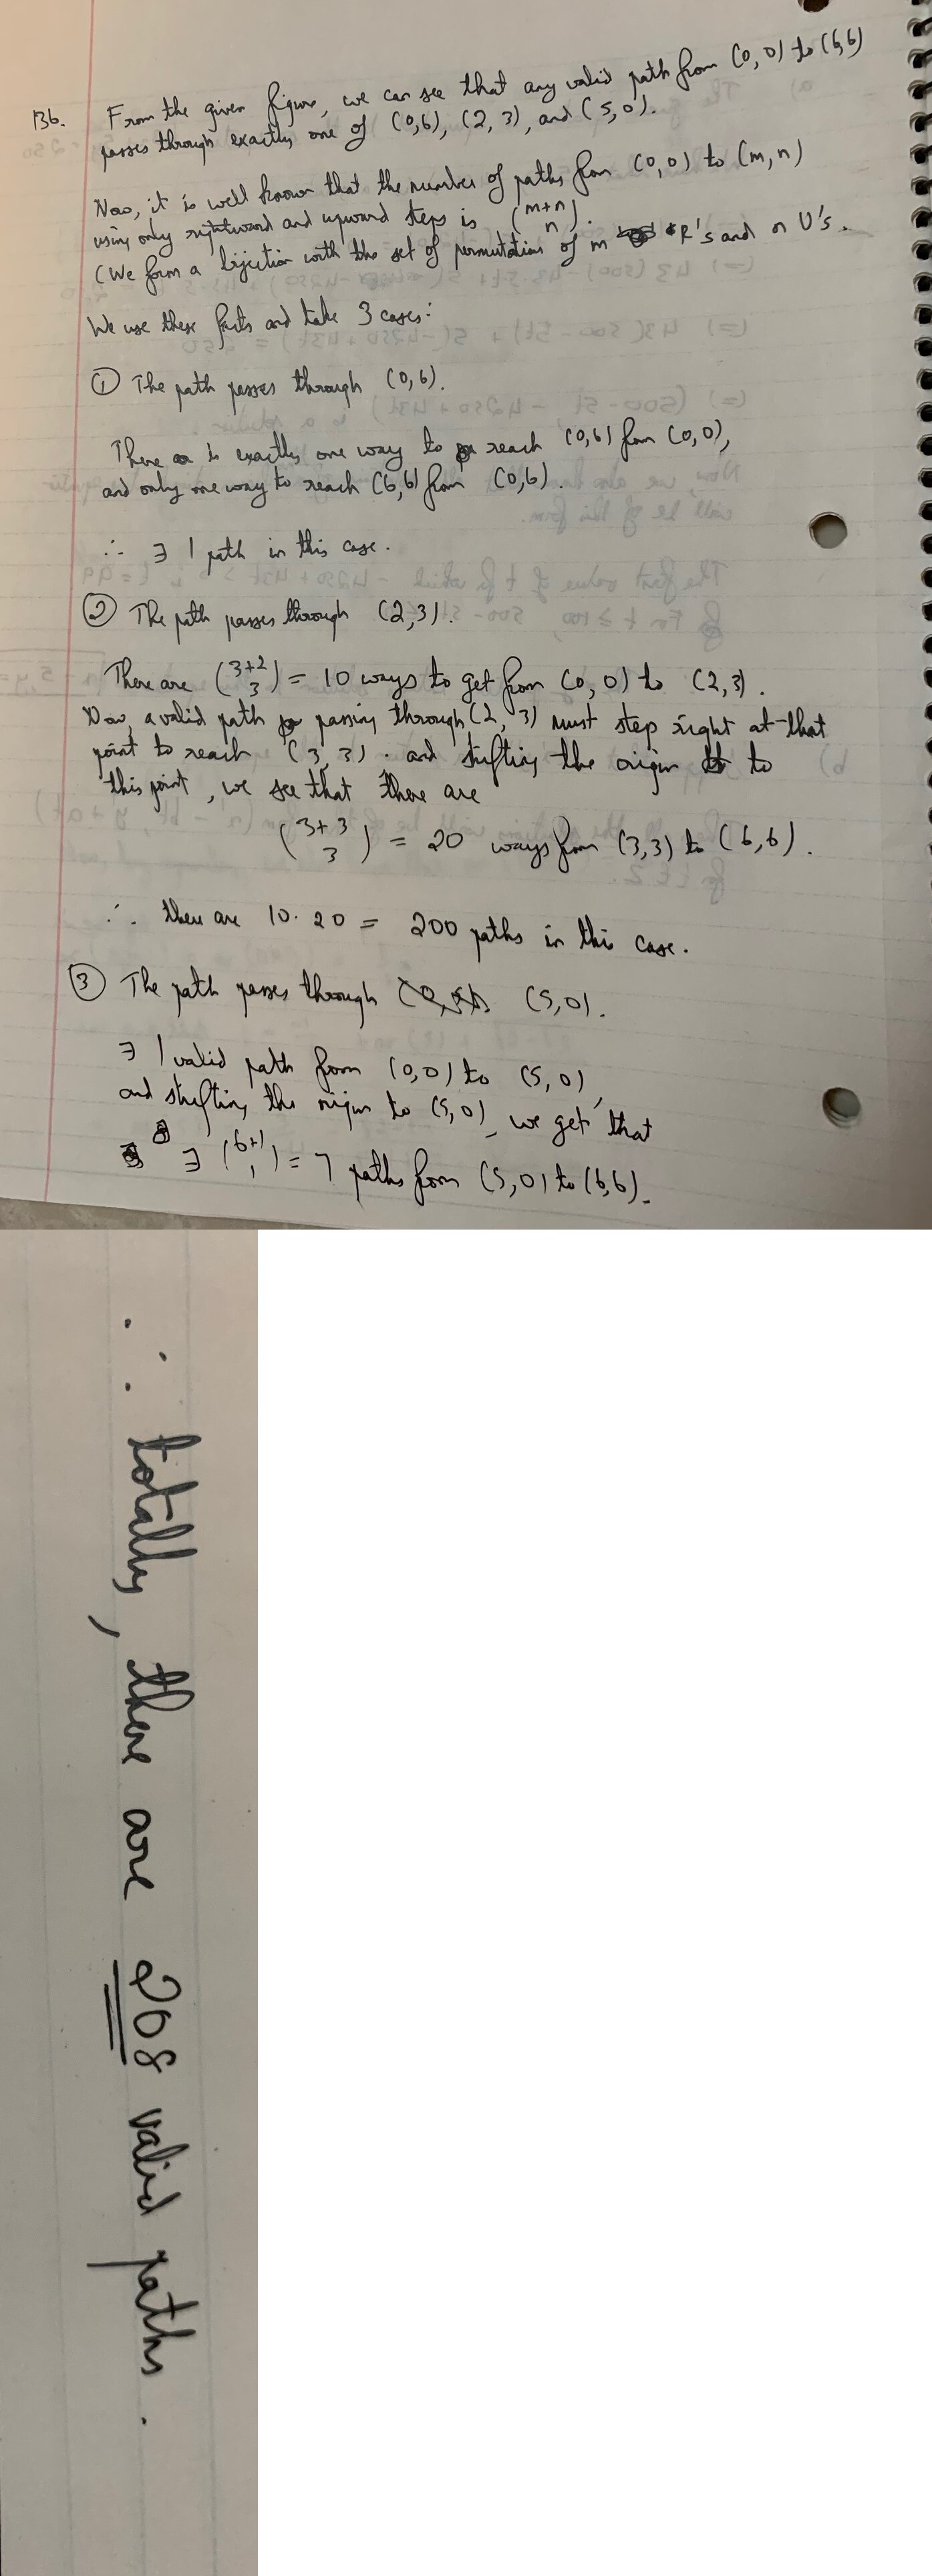 136. From the given figure, we can see that any valid path from (0,0) to (6,6)
passes through exactly one of (0,6), (2,3), and (5,0).
Now, it is well known that the number of paths from (0,0) to (m,n)
using only rightward and upward steps is (m+n n).
(We form a bijection with the set of permutations of m R's and n U's.
We use these facts and take 3 cases:
① The path passes through (0,6).
There is exactly one way to reach (0,6) from (0,0),
and only one way to reach (6,6) from (0,6).
∴ ∃ 1 path in this case.
② The path passes through (2,3).
There are (3+2 3) = 10 ways to get from (0,0) to (2,3).
Now, a valid path passing through (2,3) must step right at that
point to reach (3,3). and shifting the origin to
this point, we see that there are
(3+3 3) = 20 ways from (3,3) to (6,6).
∴ there are 10.20 = 200 paths in this case.
③ The path passes through (5,0).
∃ 1 valid path from (0,0) to (5,0),
and shifting the origin to (5,0), we get that
∃ (6+1 1) = 7 paths from (5,0) to (6,6).
∴ totally, there are 208 valid paths.